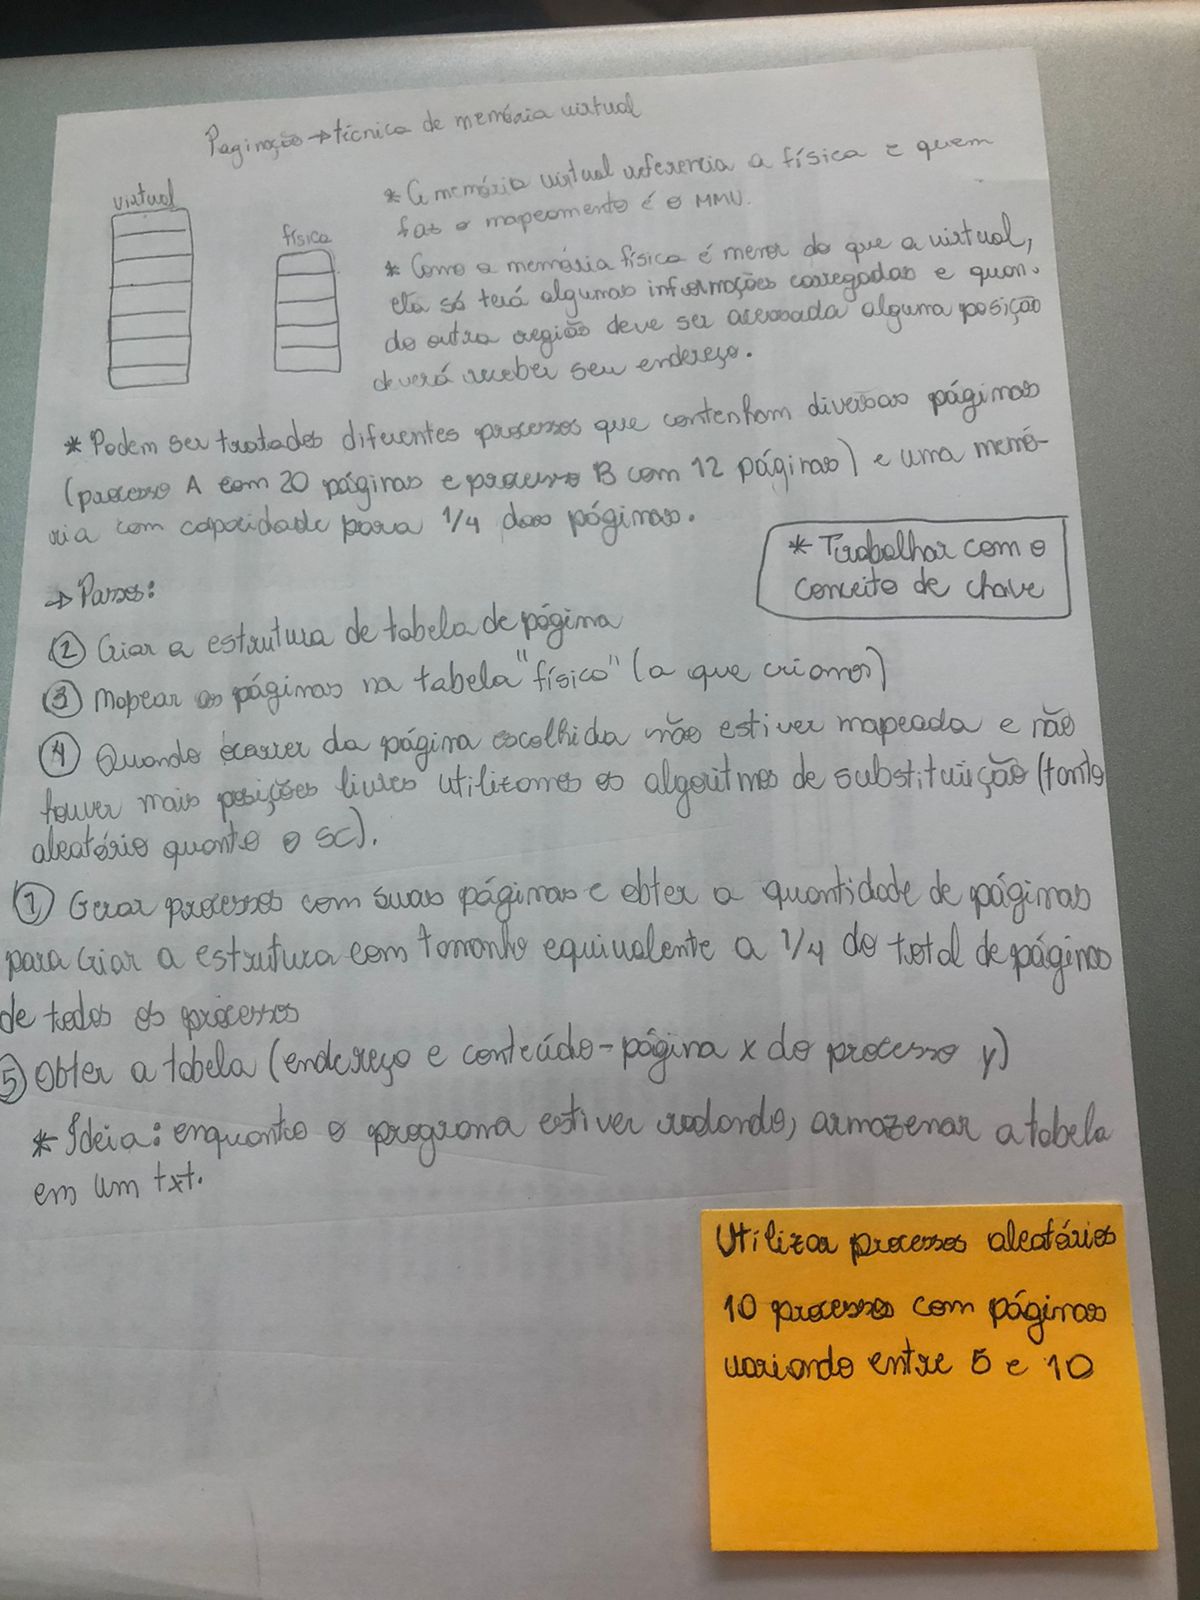 Paginação → técnica de memória virtual
virtual
física
* A memória virtual referencia a física e quem
faz o mapeamento é o MMU.
* Como a memória física é menor do que a virtual,
ela só terá algumas informações carregadas e quan-
do outra região deve ser acessada alguma posição
deverá receber seu endereço.
* Podem ser tratados diferentes processos que contenham diversas páginas
(processo A com 20 páginas e processo B com 12 páginas) e uma memó-
ria com capacidade para 1/4 das páginas.
* Trabalhar com o
conceito de chave
→ Passos:
② Criar a estrutura de tabela de página
③ Mapear as páginas na tabela "físico" (a que criamos)
④ Quando ocorrer da página escolhida não estiver mapeada e não
houver mais posições livres utilizamos os algoritmos de substituição (tanto
aleatório quanto o SC).
① Gerar processos com suas páginas e obter a quantidade de páginas
para criar a estrutura com tamanho equivalente a 1/4 do total de páginas
de todos os processos
⑤ Obter a tabela (endereço e conteúdo - página x do processo y)
* Ideia: enquanto o programa estiver rodando, armazenar a tabela
em um txt.
Utilizar processos aleatórios
10 processos com páginas
variando entre 5 e 10